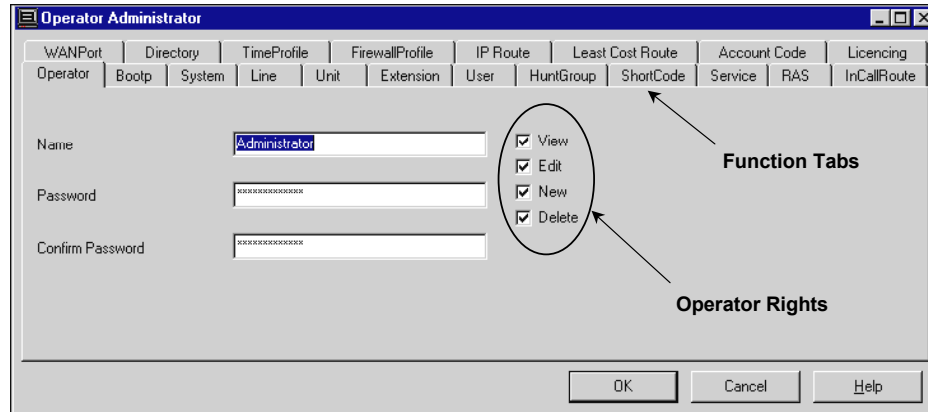 Operator Administrator
WANPort Directory TimeProfile FirewallProfile IP Route Least Cost Route Account Code Licencing
Operator Bootp System Line Unit Extension User HuntGroup ShortCode Service RAS InCallRoute
Name Administrator View
Edit
Function Tabs
Password xxxxxxxxxxxxx New
Delete
Confirm Password xxxxxxxxxxxxx
Operator Rights
OK Cancel Help